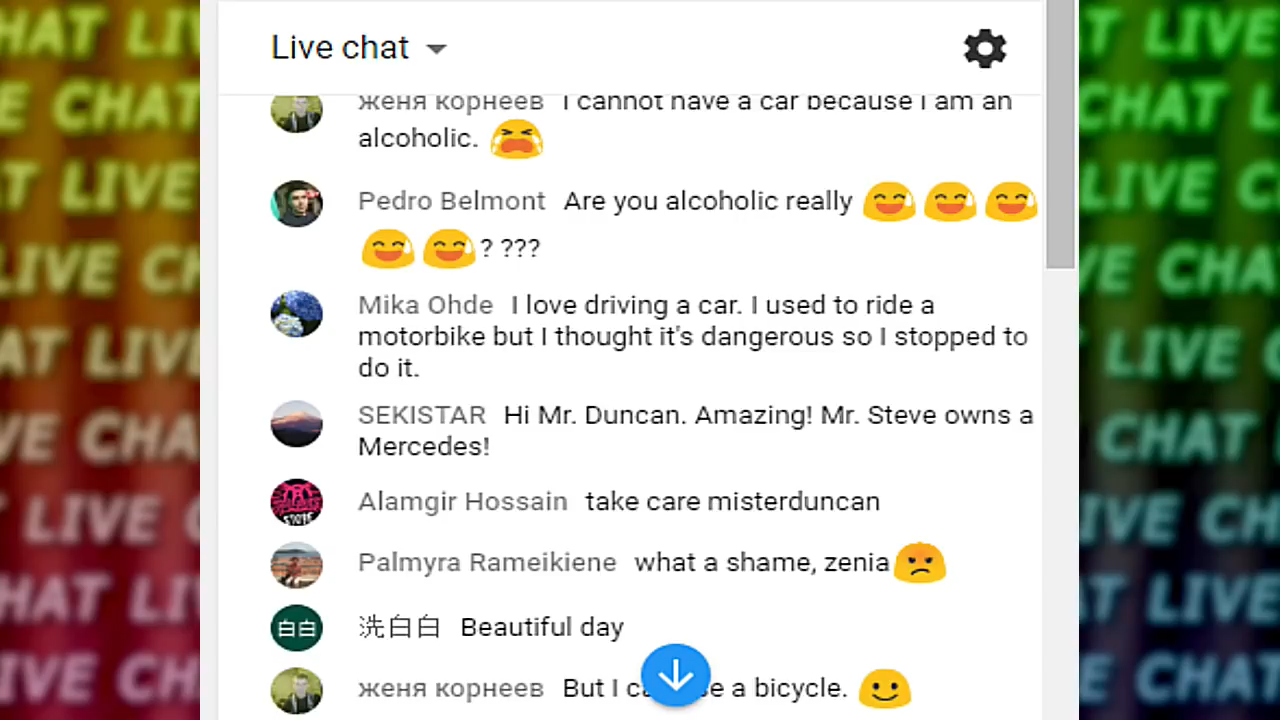 Live chat
женя корнеев I cannot have a car because I am an
alcoholic.
Pedro Belmont Are you alcoholic really
? ???
Mika Ohde I love driving a car. I used to ride a
motorbike but I thought it's dangerous so I stopped to
do it.
SEKISTAR Hi Mr. Duncan. Amazing! Mr. Steve owns a
Mercedes!
Alamgir Hossain take care misterduncan
Palmyra Rameikiene what a shame, zenia
白白 洗白白 Beautiful day
женя корнеев But I a bicycle.